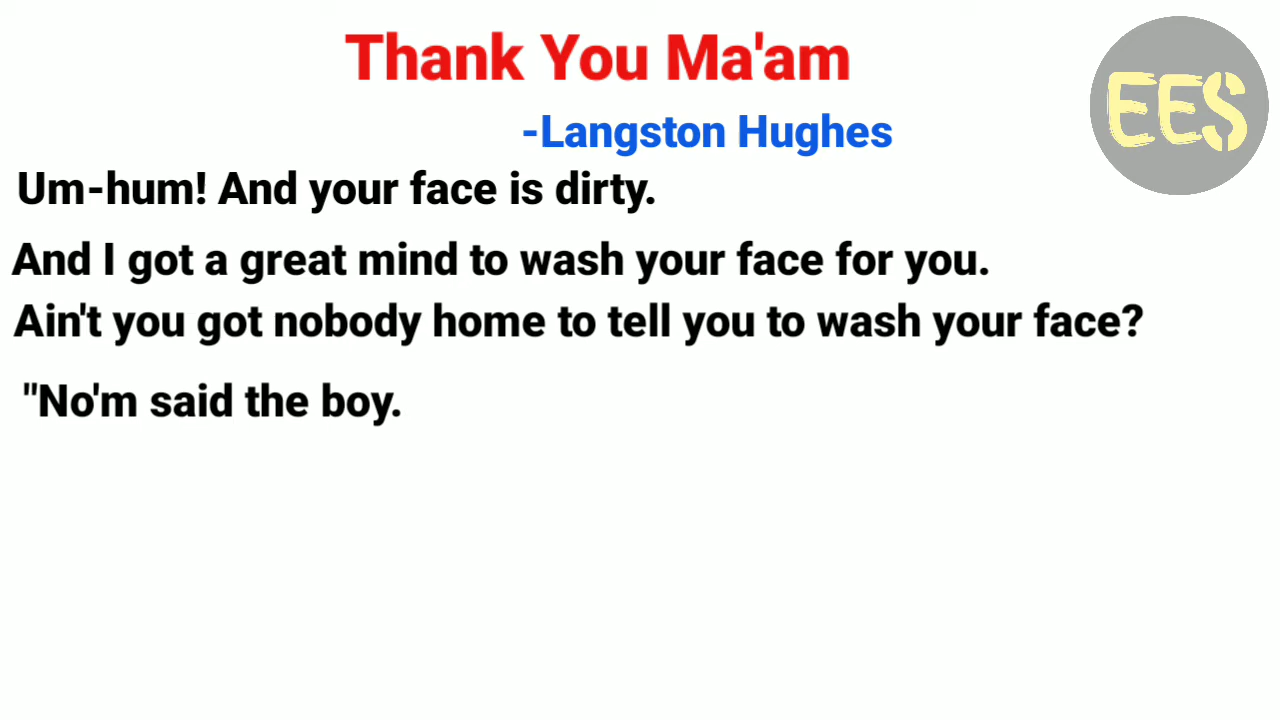 Thank You Ma'am
EES
-Langston Hughes
Um-hum! And your face is dirty.
And I got a great mind to wash your face for you.
Ain't you got nobody home to tell you to wash your face?
"No'm said the boy.